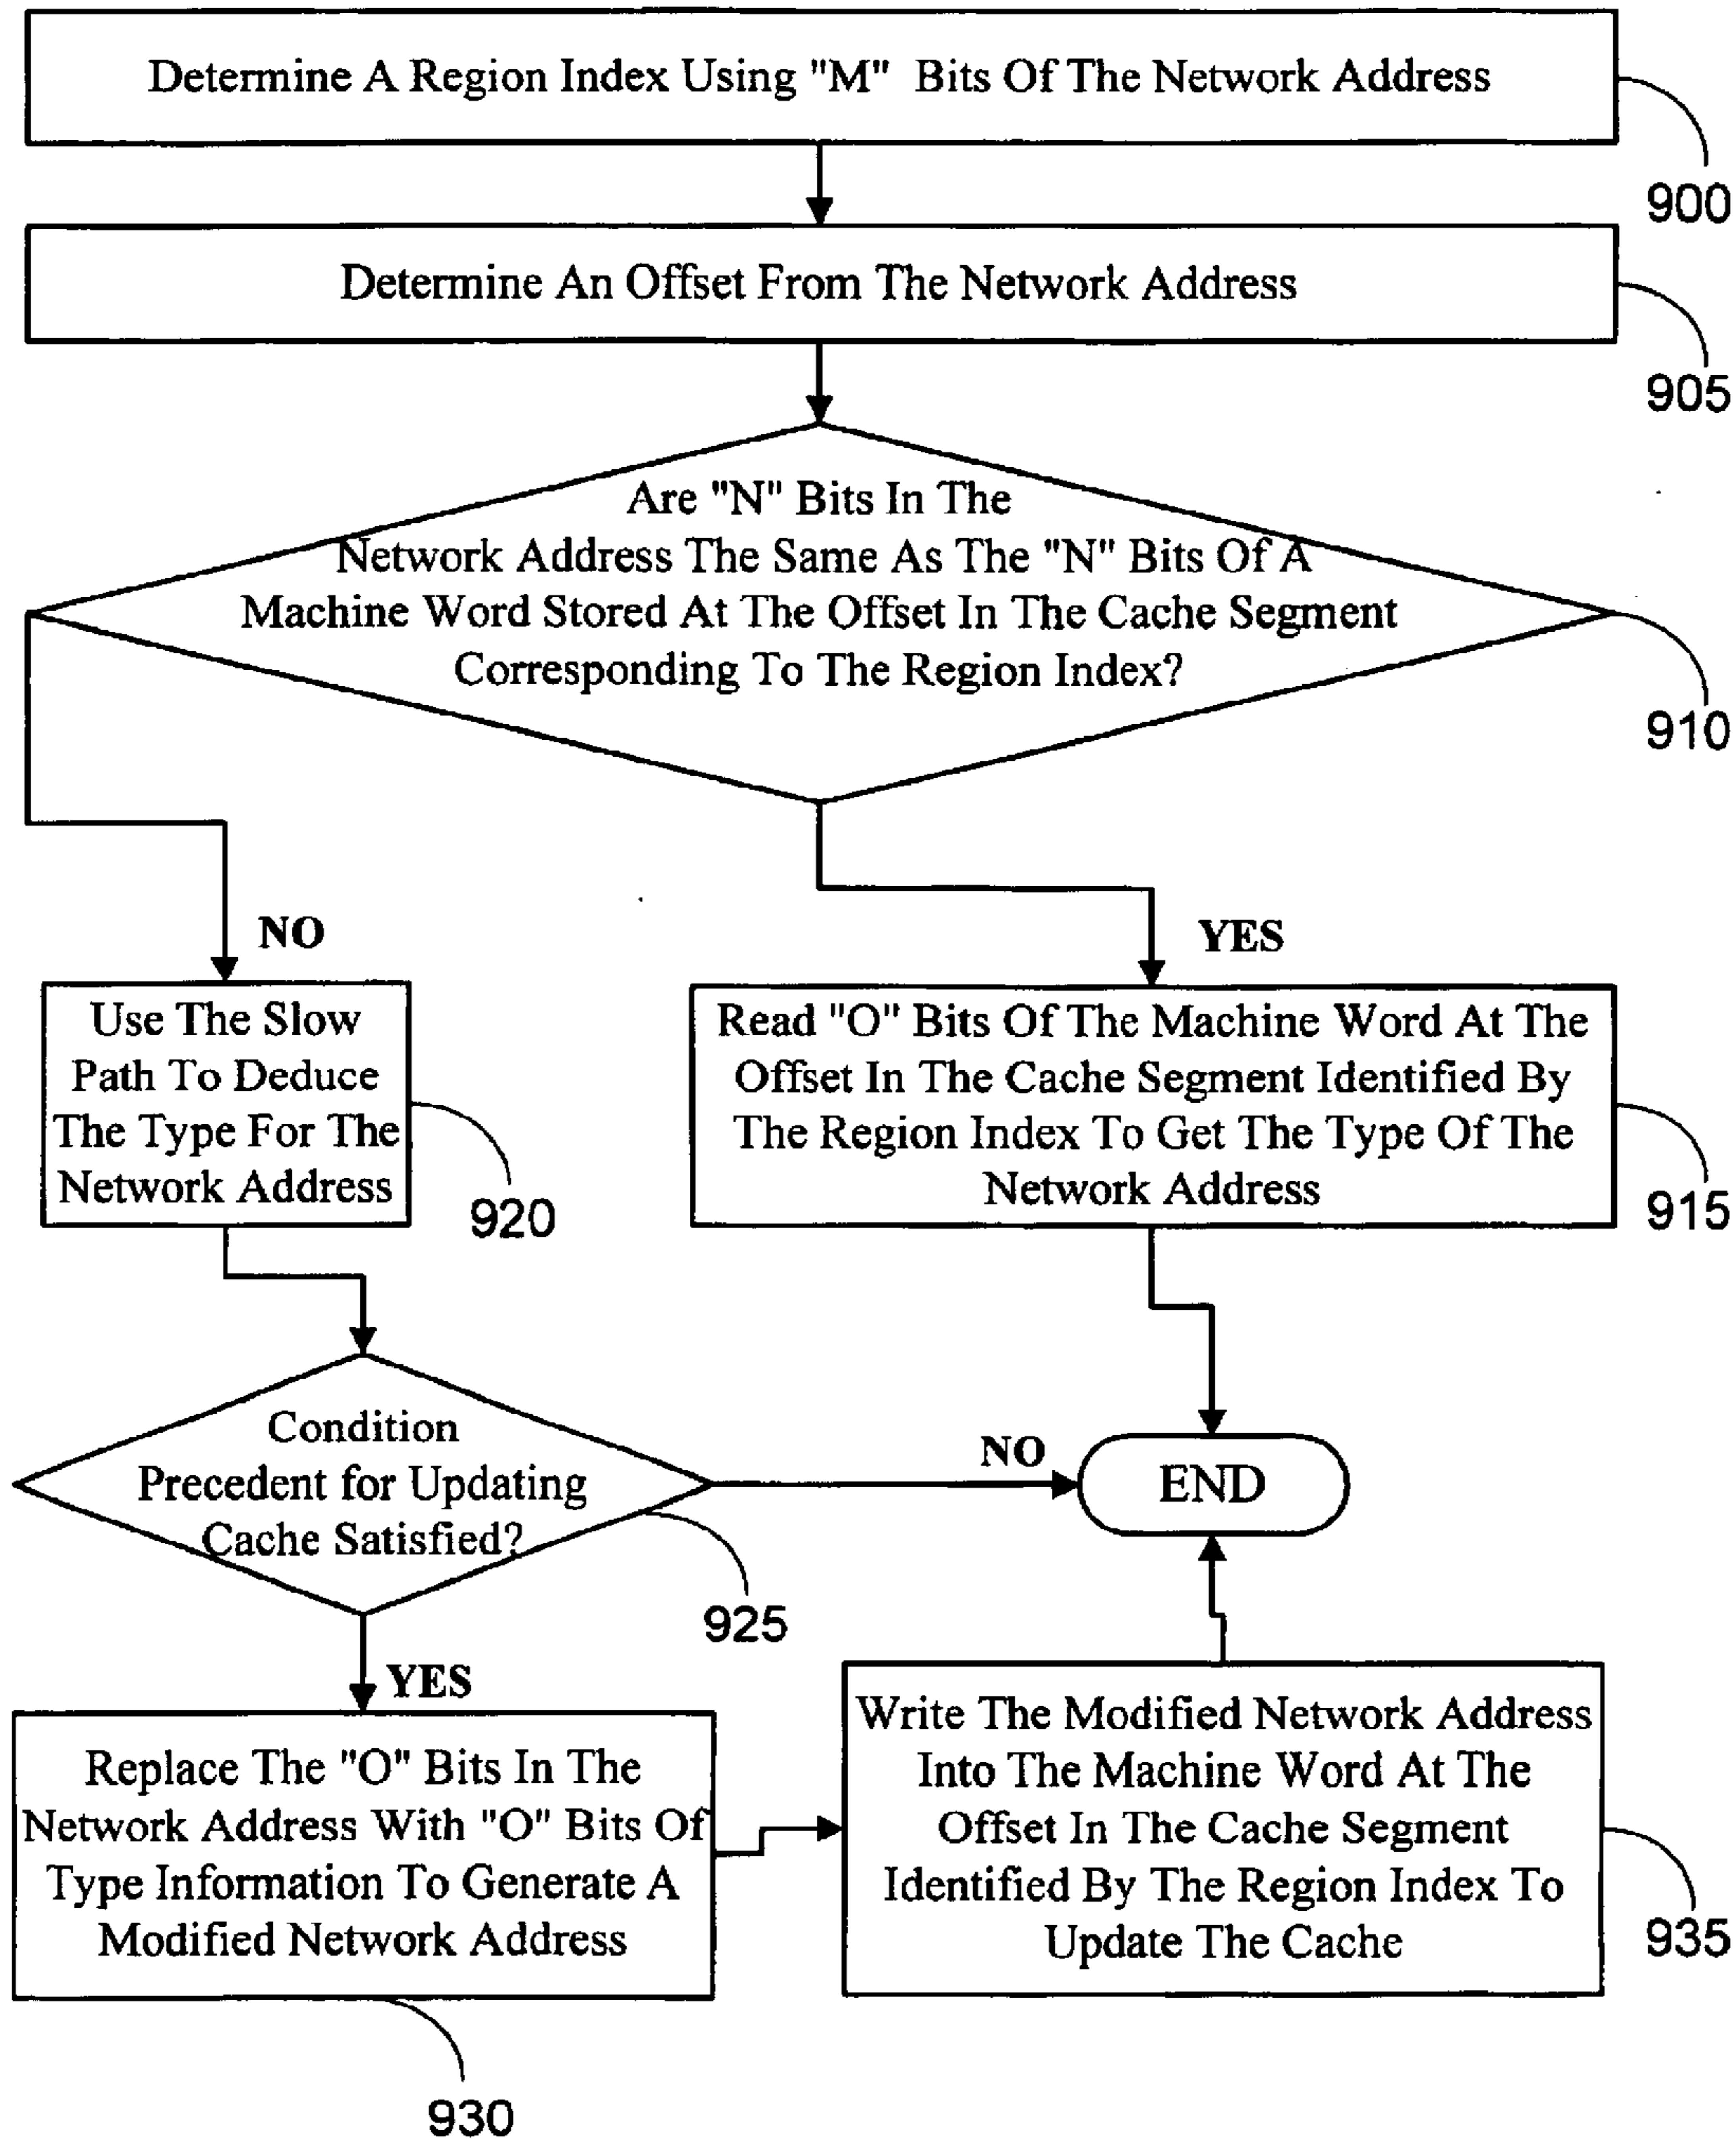 Determine A Region Index Using "M" Bits Of The Network Address
900
Determine An Offset From The Network Address
905
Are "N" Bits In The
Network Address The Same As The "N" Bits Of A
Machine Word Stored At The Offset In The Cache Segment
Corresponding To The Region Index?
910
NO
YES
Use The Slow
Path To Deduce
The Type For The
Network Address
920
Read "O" Bits Of The Machine Word At The
Offset In The Cache Segment Identified By
The Region Index To Get The Type Of The
Network Address
915
Condition
Precedent for Updating
Cache Satisfied?
925
NO
END
YES
Replace The "O" Bits In The
Network Address With "O" Bits Of
Type Information To Generate A
Modified Network Address
930
Write The Modified Network Address
Into The Machine Word At The
Offset In The Cache Segment
Identified By The Region Index To
Update The Cache
935